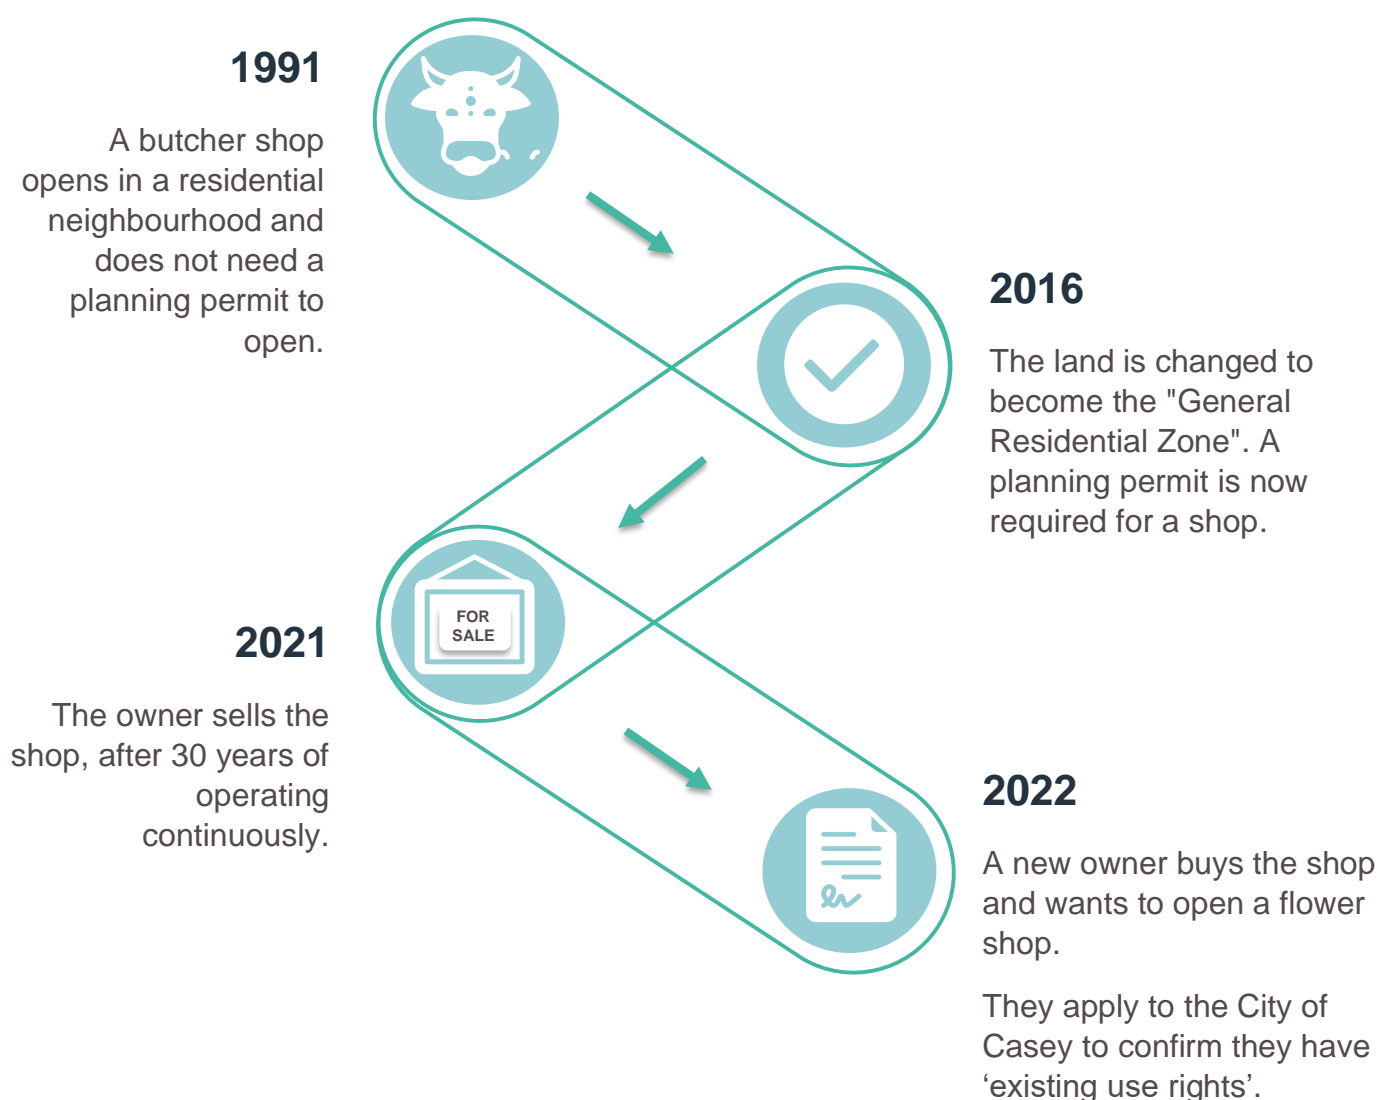 1991
A butcher shop
opens in a residential
neighbourhood and
does not need a
planning permit to
open.
2016
The land is changed to
become the "General
Residential Zone". A
planning permit is now
required for a shop.
FOR
SALE
2021
The owner sells the
shop, after 30 years of
operating
continuously.
2022
A new owner buys the shop
and wants to open a flower
shop.
They apply to the City of
Casey to confirm they have
‘existing use rights’.